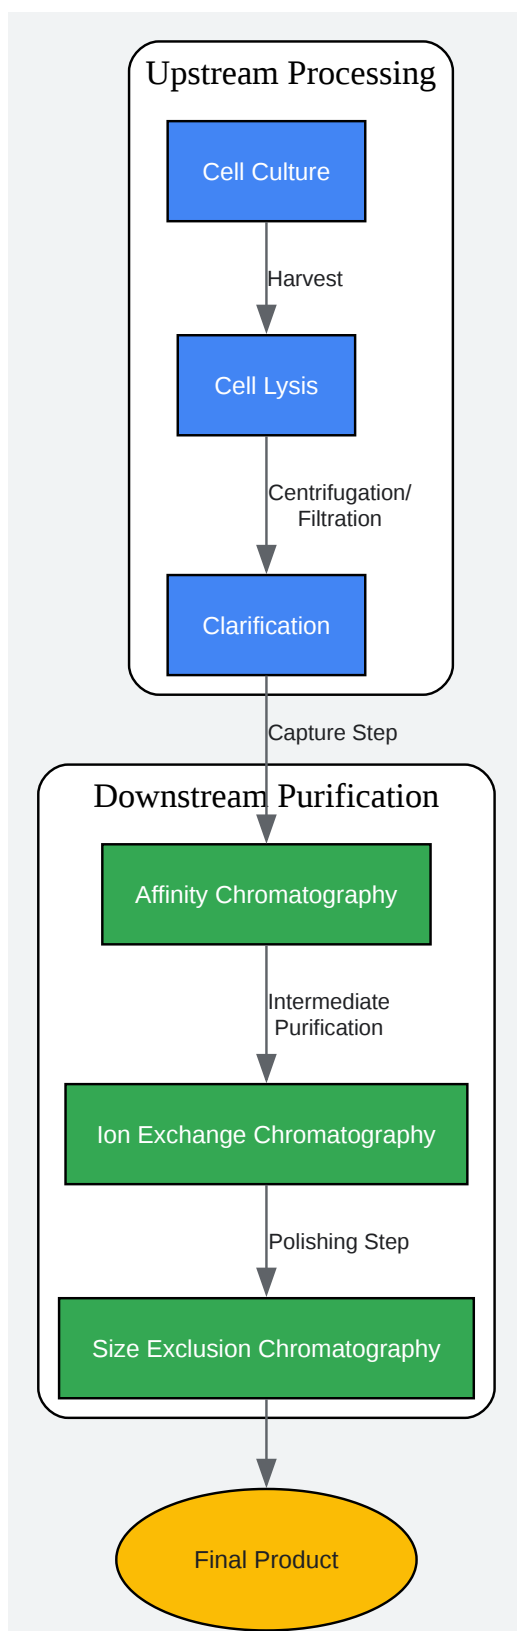 Upstream Processing
Cell Culture
Harvest
Cell Lysis
Centrifugation/
Filtration
Clarification
Capture Step
Downstream Purification
Affinity Chromatography
Intermediate
Purification
Ion Exchange Chromatography
Polishing Step
Size Exclusion Chromatography
Final Product